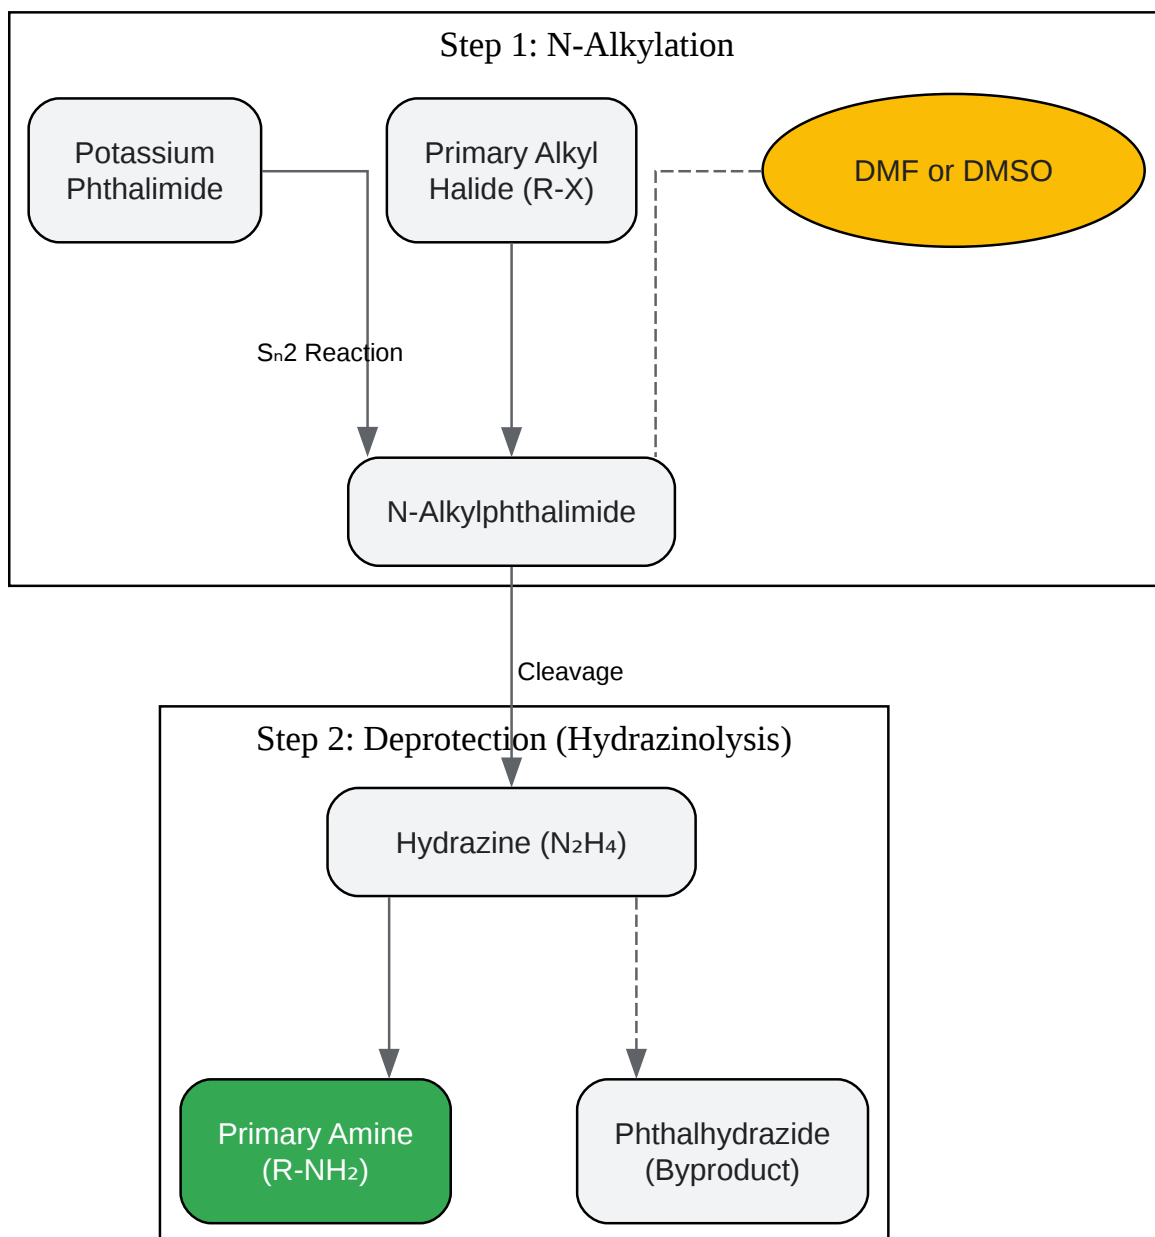 Step 1: N-Alkylation
Potassium
Phthalimide
Primary Alkyl
Halide (R-X)
DMF or DMSO
Sₙ2 Reaction
N-Alkylphthalimide
Cleavage
Step 2: Deprotection (Hydrazinolysis)
Hydrazine (N₂H₄)
Primary Amine
(R-NH₂)
Phthalhydrazide
(Byproduct)